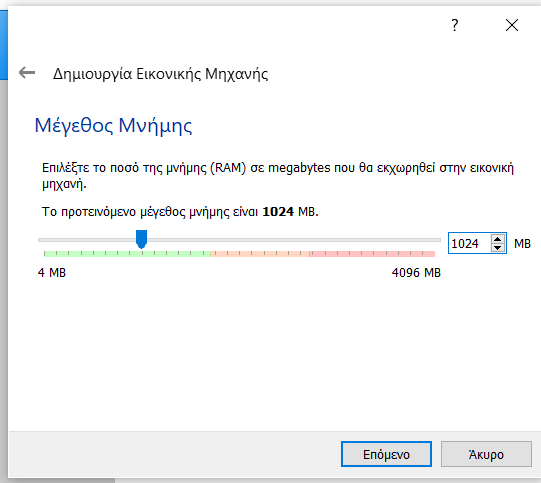 ?
Δημιουργία Εικονικής Μηχανής
Μέγεθος Μνήμης
Επιλέξτε το ποσό της μνήμης (RAM) σε megabytes που θα εκχωρηθεί στην εικονική
μηχανή.
Το προτεινόμενο μέγεθος μνήμης είναι 1024 MB.
1024 MB
4 MB 4096 MB
Επόμενο Άκυρο